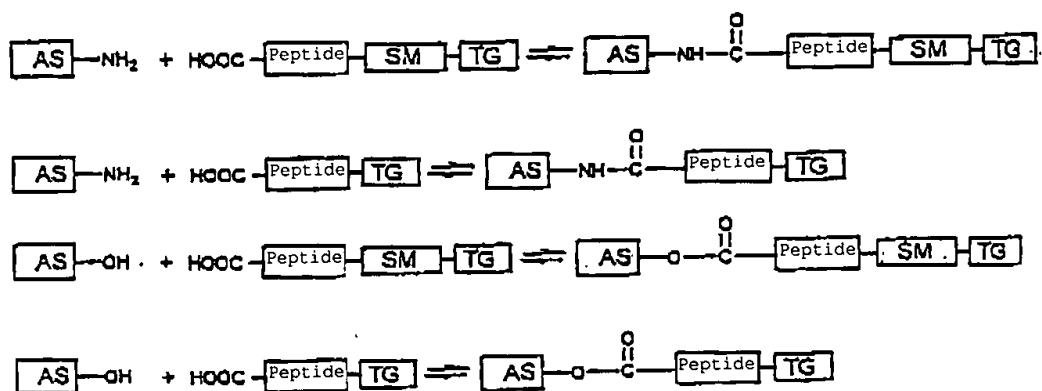 O
AS NH2 + HOOC Peptide SM TG ⇌ AS NH C Peptide SM TG
O
AS NH2 + HOOC Peptide TG ⇌ AS NH C Peptide TG
O
AS OH + HOOC Peptide SM TG ⇌ AS O C Peptide SM TG
O
AS OH + HOOC Peptide TG ⇌ AS O C Peptide TG